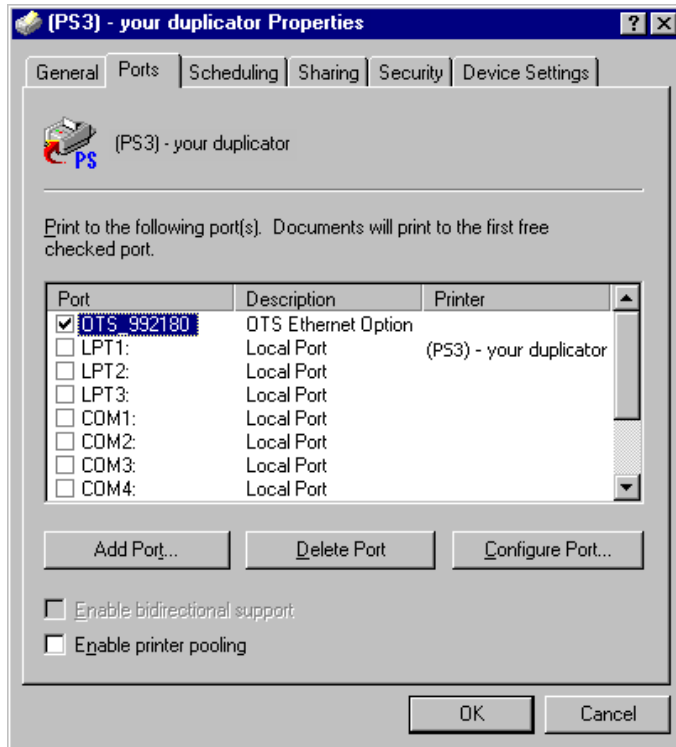 (PS3) - your duplicator Properties
General Ports Scheduling Sharing Security Device Settings
PS
(PS3) - your duplicator
Print to the following port(s). Documents will print to the first free
checked port.
Port Description Printer
OTS_992180 OTS Ethernet Option
LPT1: Local Port (PS3) - your duplicator
LPT2: Local Port
LPT3: Local Port
COM1: Local Port
COM2: Local Port
COM3: Local Port
COM4: Local Port
Add Port... Delete Port Configure Port...
Enable bidirectional support
Enable printer pooling
OK Cancel